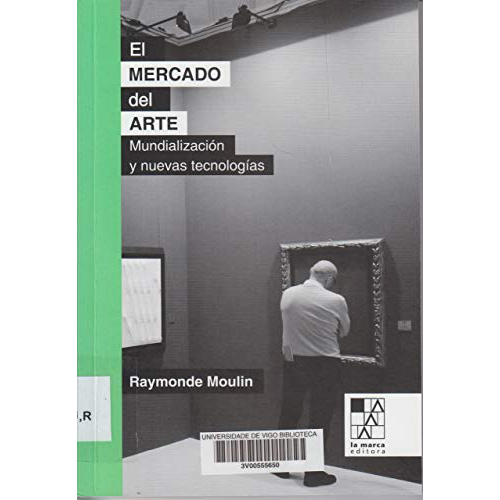 El
MERCADO
del
ARTE
Mundialización
y nuevas tecnologías
Raymonde Moulin
,R
UNIVERSIDADE DE VIGO BIBLIOTECA
3V00555650
la marca
editora